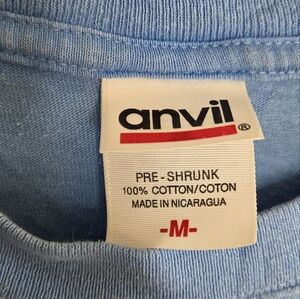 anvil®
PRE-SHRUNK
100% COTTON/COTON
MADE IN NICARAGUA
-M-